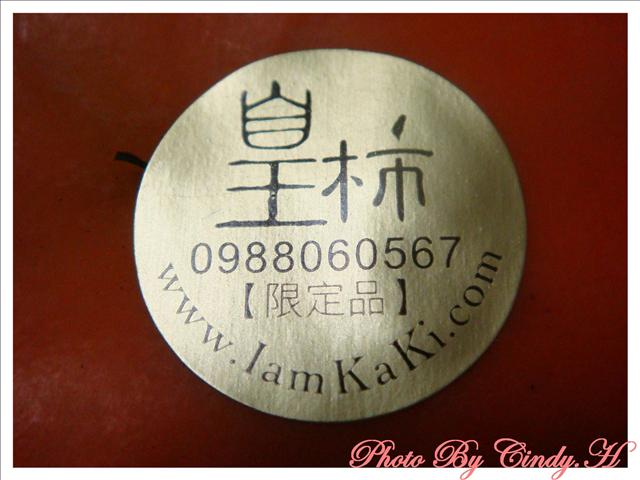 皇柿
0988060567
【限定品】
www.IamKaKi.com
Photo By Cindy.H